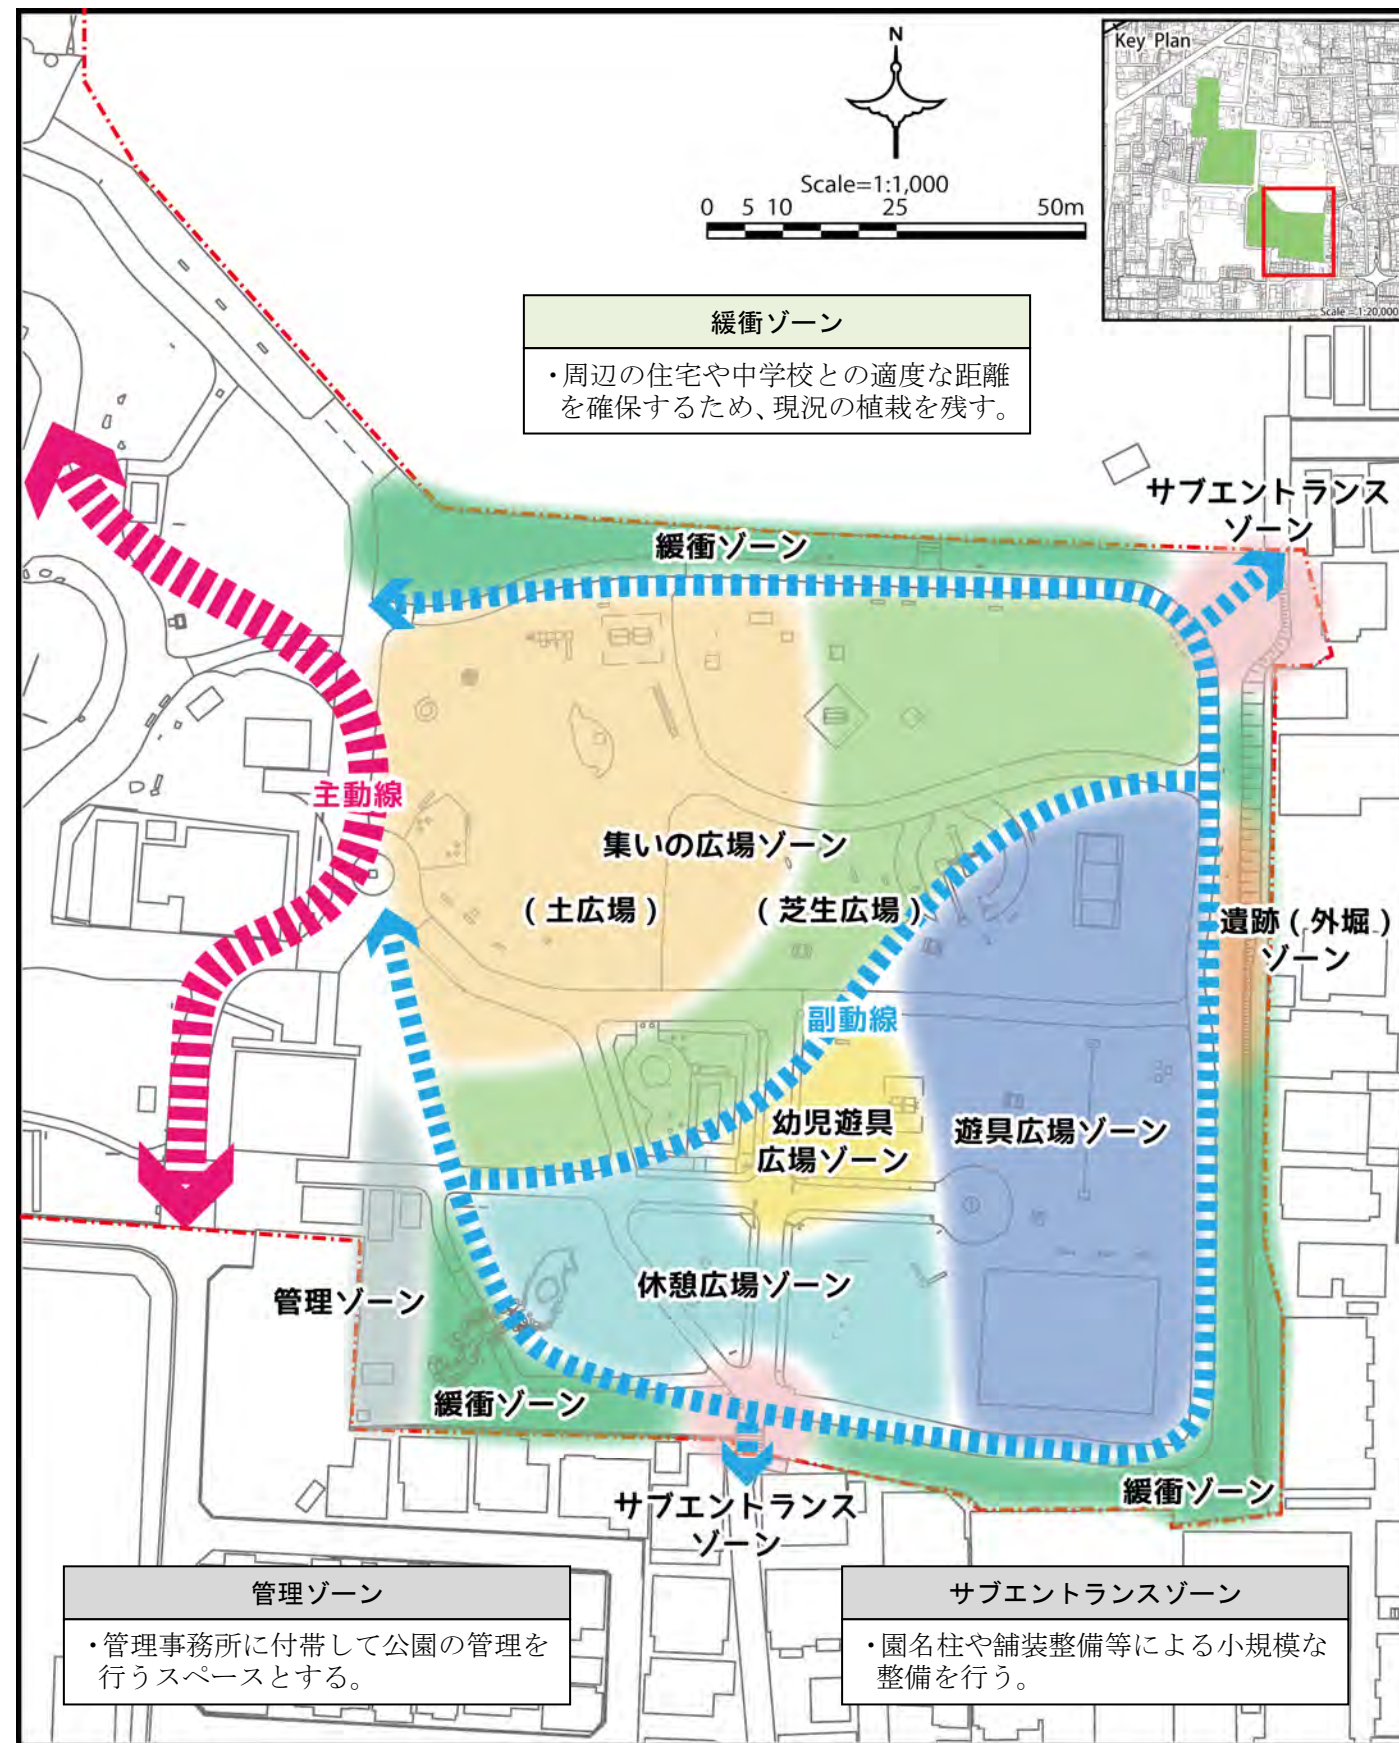 N
Key Plan
Scale=1:1,000
0 5 10 25 50m
Scale = 1:20,000
緩衝ゾーン
・周辺の住宅や中学校との適度な距離
を確保するため、現況の植栽を残す。
サブエントランス
ゾーン
緩衝ゾーン
主動線
集いの広場ゾーン
(土広場)
(芝生広場)
遺跡(外堀)
ゾーン
副動線
幼児遊具
広場ゾーン
遊具広場ゾーン
休憩広場ゾーン
管理ゾーン
緩衝ゾーン
緩衝ゾーン
サブエントランス
ゾーン
管理ゾーン
・管理事務所に付帯して公園の管理を
行うスペースとする。
サブエントランスゾーン
・園名柱や舗装整備等による小規模な
整備を行う。